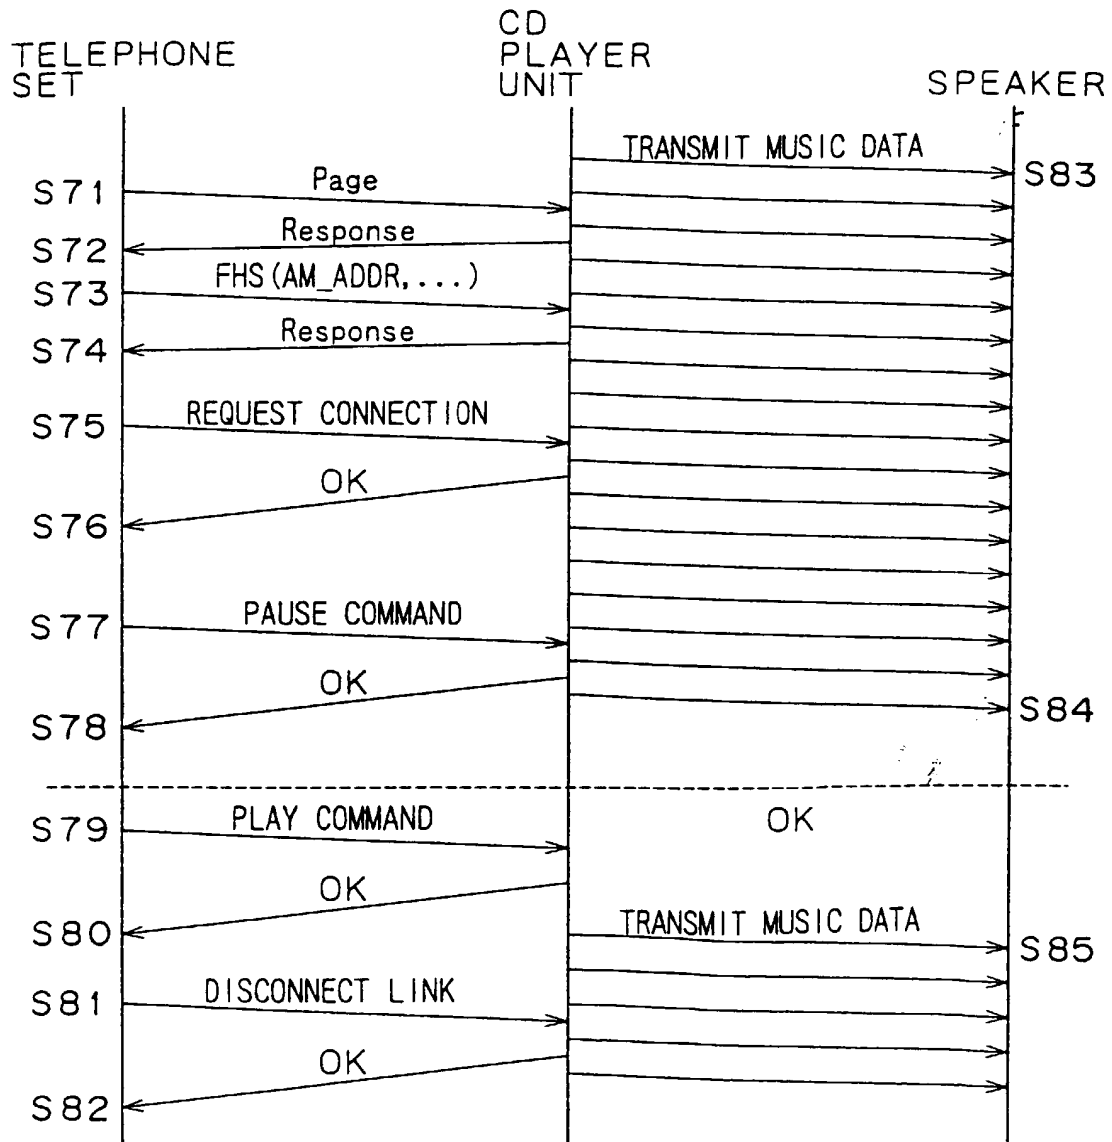 TELEPHONE
SET
CD
PLAYER
UNIT
SPEAKER
TRANSMIT MUSIC DATA
S83
S71
Page
S72
Response
S73
FHS(AM_ADDR,...)
S74
Response
S75
REQUEST CONNECTION
S76
OK
S77
PAUSE COMMAND
S78
OK
S84
S79
PLAY COMMAND
OK
OK
S80
TRANSMIT MUSIC DATA
S85
S81
DISCONNECT LINK
OK
S82